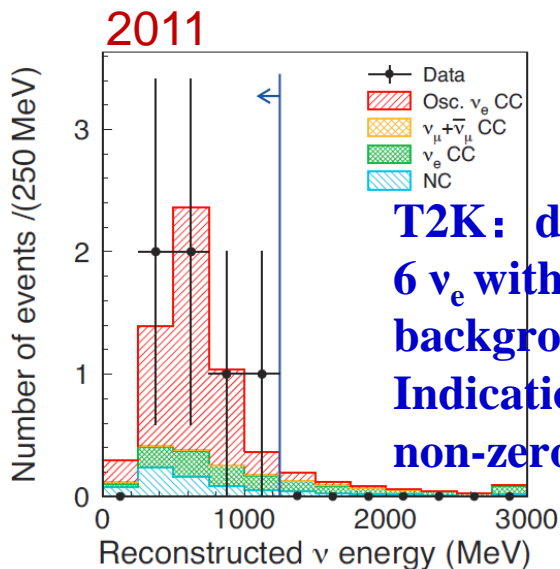 2011
Number of events /(250 MeV)
3
2
1
0
Data
Osc. νe CC
νμ+ν̄μ CC
νe CC
NC
T2K：
6 νe with
backgro
Indicatio
non-zero
0 1000 2000 3000
Reconstructed ν energy (MeV)